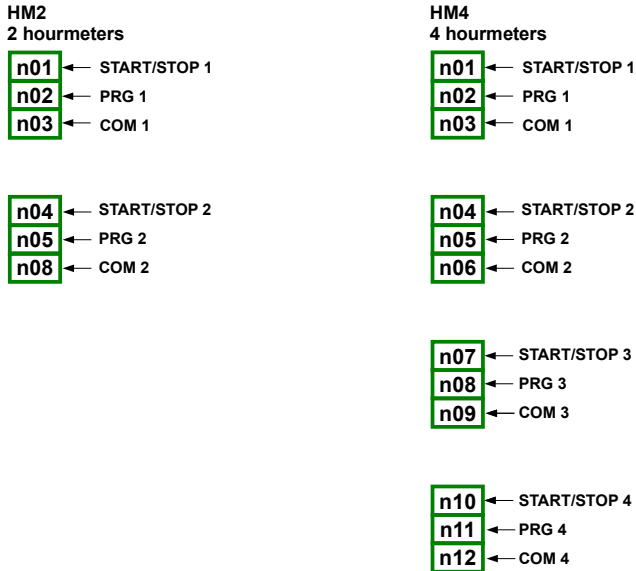 HM2
2 hourmeters
n01 START/STOP 1
n02 PRG 1
n03 COM 1
n04 START/STOP 2
n05 PRG 2
n08 COM 2
HM4
4 hourmeters
n01 START/STOP 1
n02 PRG 1
n03 COM 1
n04 START/STOP 2
n05 PRG 2
n06 COM 2
n07 START/STOP 3
n08 PRG 3
n09 COM 3
n10 START/STOP 4
n11 PRG 4
n12 COM 4